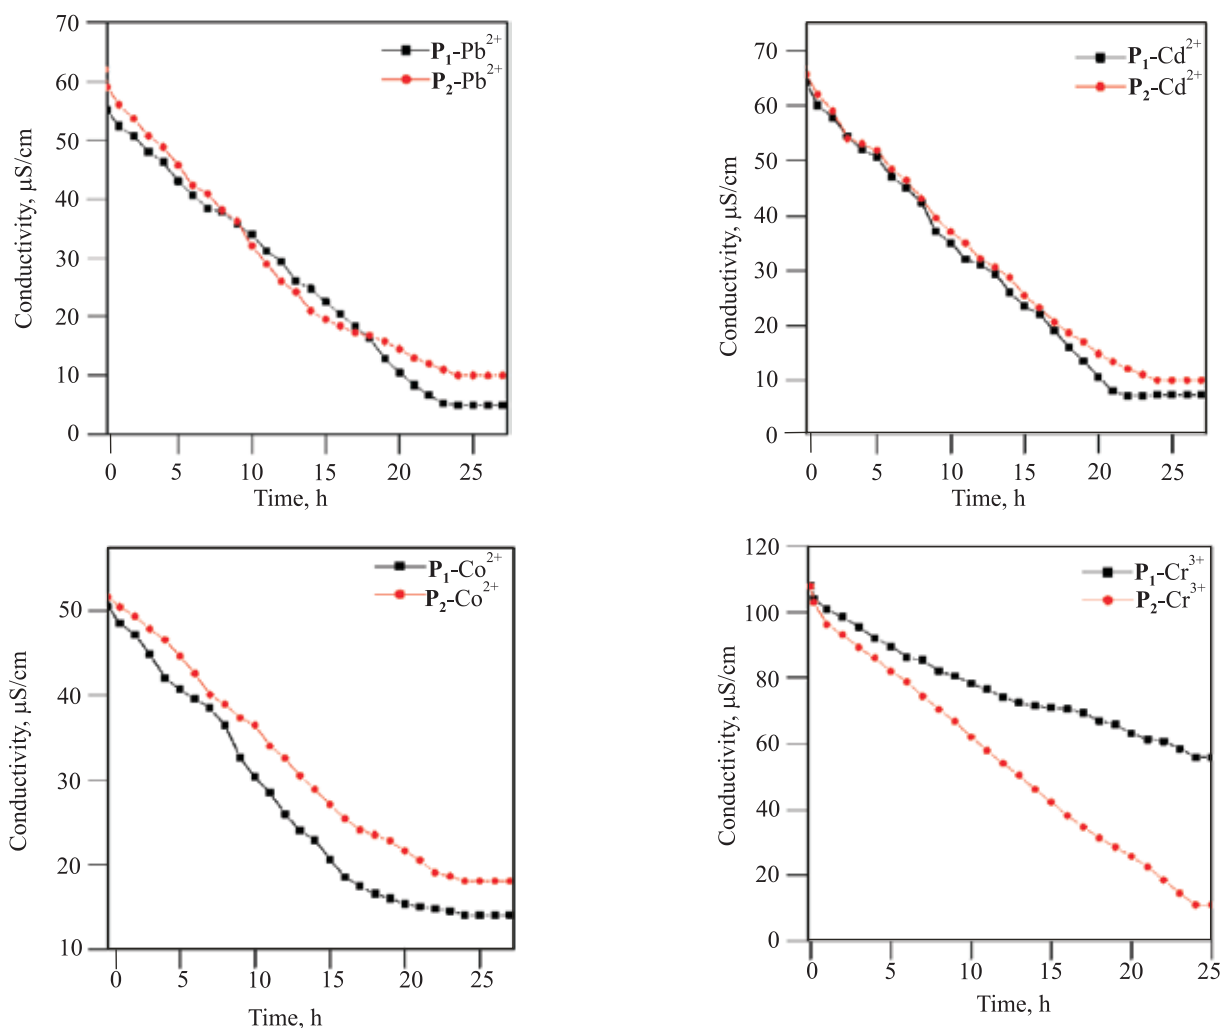 70
60
50
40
30
20
10
0
Conductivity, µS/cm
P₁-Pb²⁺
P₂-Pb²⁺
0 5 10 15 20 25
Time, h
70
60
50
40
30
20
10
0
Conductivity, µS/cm
P₁-Cd²⁺
P₂-Cd²⁺
0 5 10 15 20 25
Time, h
50
40
30
20
10
Conductivity, µS/cm
P₁-Co²⁺
P₂-Co²⁺
0 5 10 15 20 25
Time, h
120
100
80
60
40
20
0
Conductivity, µS/cm
P₁-Cr³⁺
P₂-Cr³⁺
0 5 10 15 20 25
Time, h